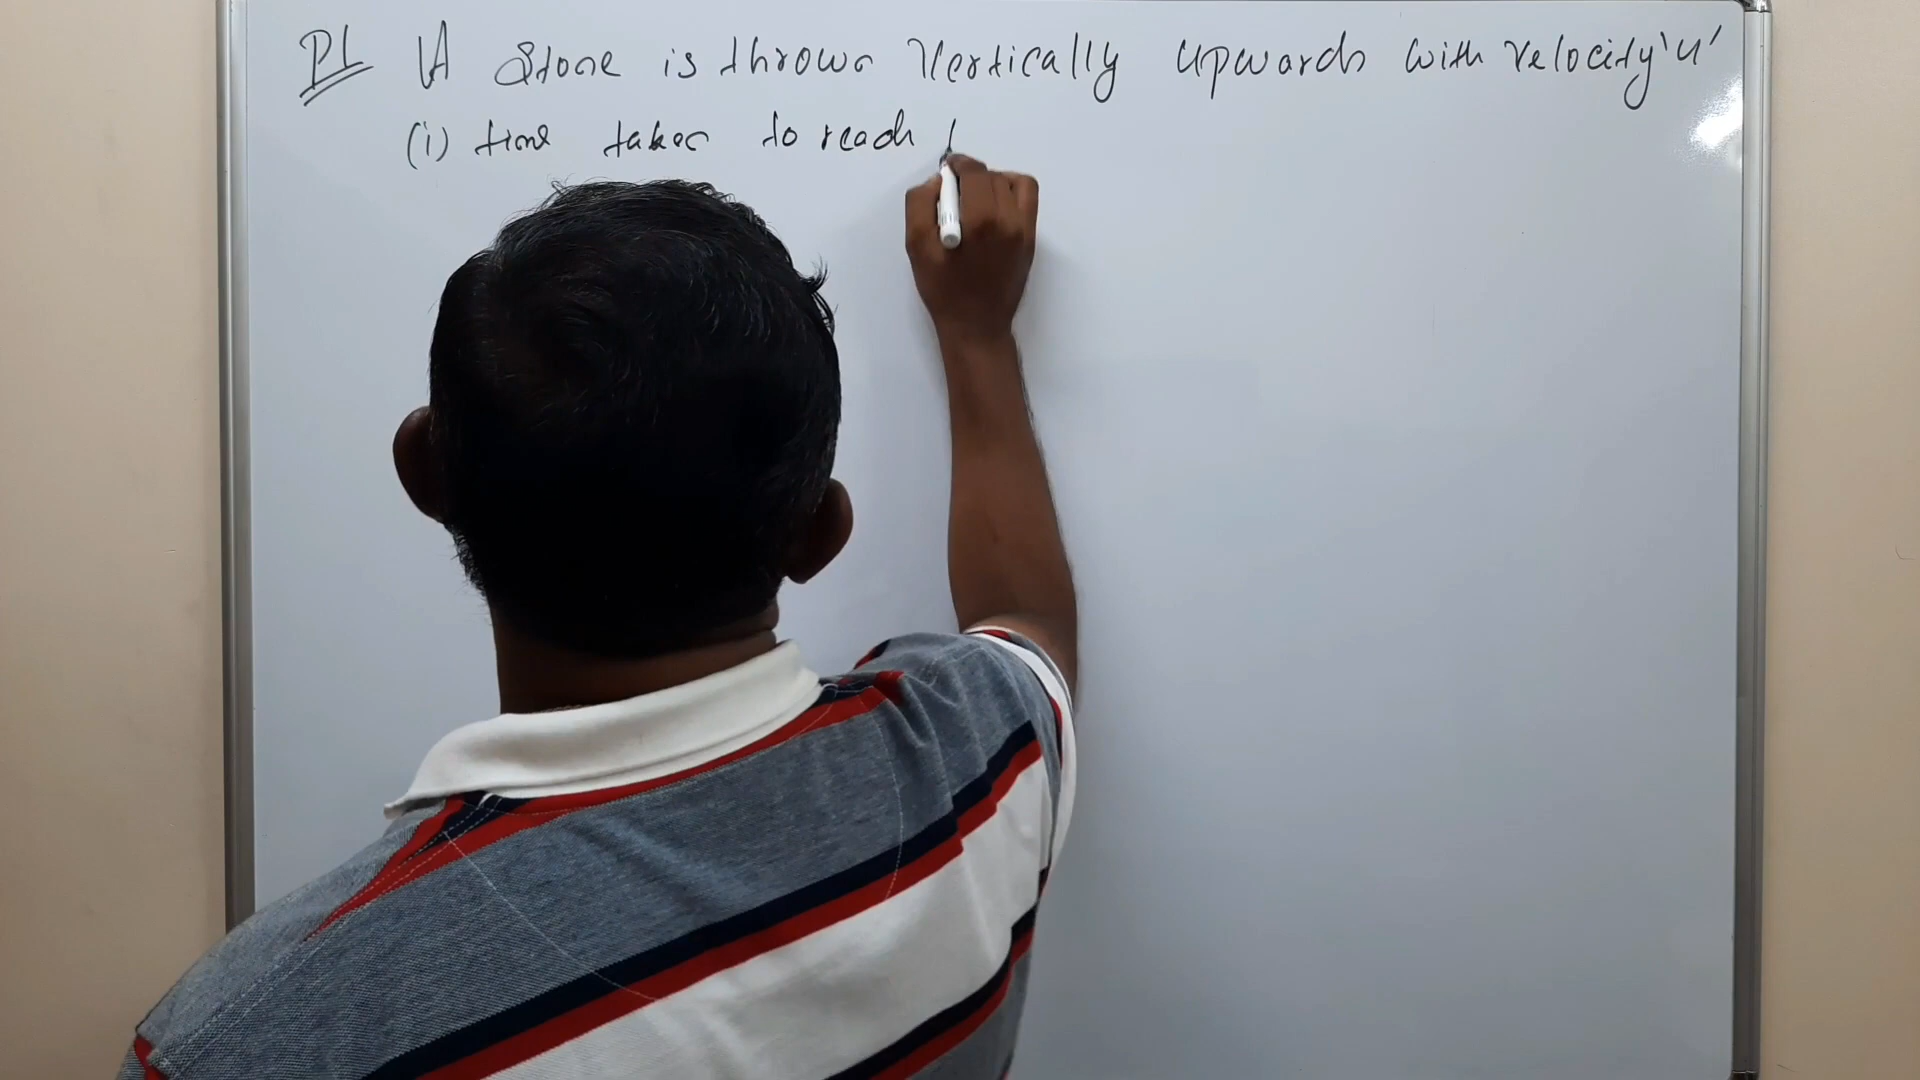 P1 A Stone is thrown Vertically upwards with velocity 'u'
(i) time taken to reach